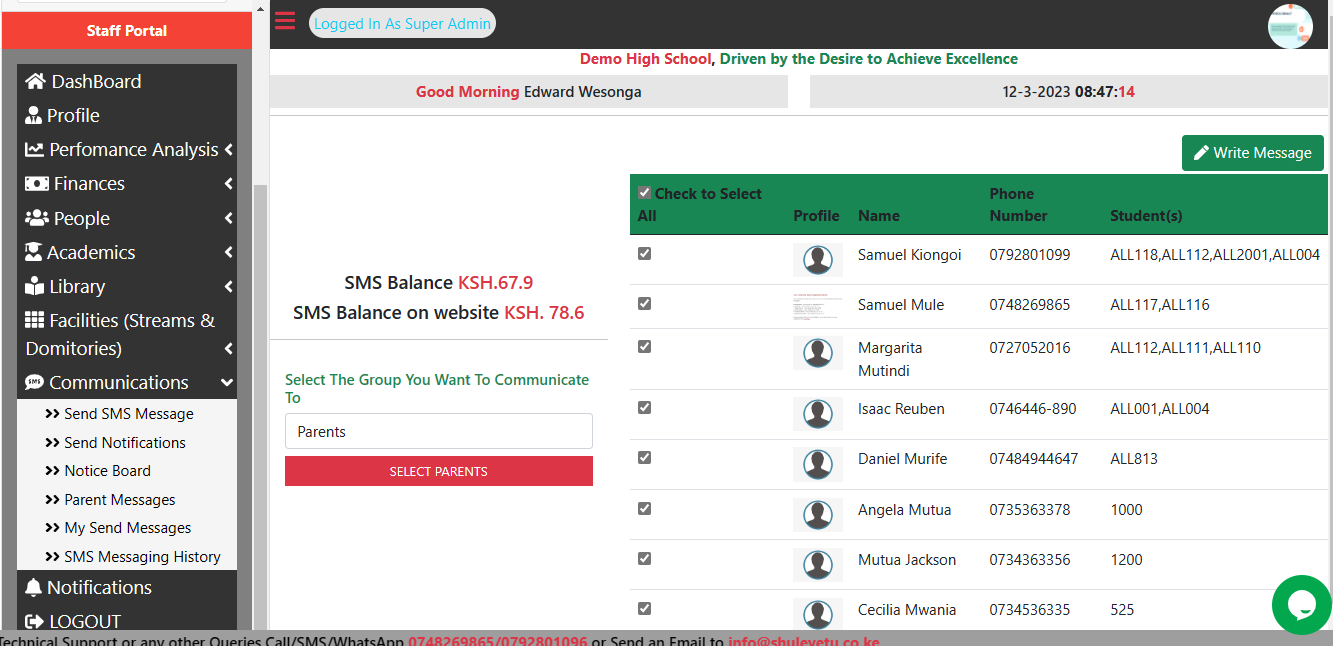 Staff Portal
DashBoard
Profile
Perfomance Analysis
Finances
People
Academics
Library
Facilities (Streams &
Domitories)
Communications
Send SMS Message
Send Notifications
Notice Board
Parent Messages
My Send Messages
SMS Messaging History
Notifications
LOGOUT
Logged In As Super Admin
Demo High School, Driven by the Desire to Achieve Excellence
Good Morning Edward Wesonga
12-3-2023 08:47:14
SMS Balance KSH.67.9
SMS Balance on website KSH. 78.6
Select The Group You Want To Communicate
To
Parents
SELECT PARENTS
Write Message
Check to Select
All
Profile
Name
Phone
Number
Student(s)
Samuel Kiongoi 0792801099 ALL118,ALL112,ALL2001,ALL004
Samuel Mule 0748269865 ALL117,ALL116
Margarita
Mutindi
0727052016 ALL112,ALL111,ALL110
Isaac Reuben 0746446-890 ALL001,ALL004
Daniel Murife 07484944647 ALL813
Angela Mutua 0735363378 1000
Mutua Jackson 0734363356 1200
Cecilia Mwania 0734536335 525
Technical Support or any other Queries Call/SMS/WhatsApp 0748269865/0792801096 or Send an Email to info@shuleyetu.co.ke